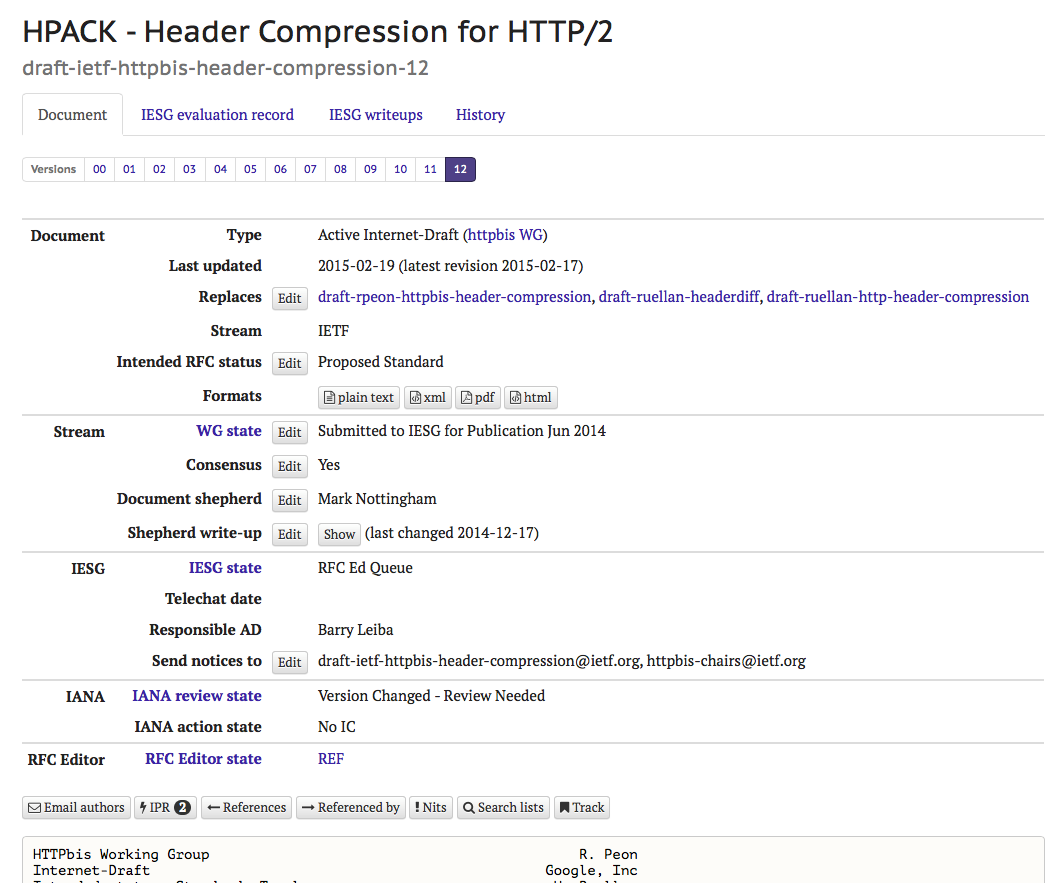 HPACK - Header Compression for HTTP/2
draft-ietf-httpbis-header-compression-12
Document IESG evaluation record IESG writeups History
Versions 00 01 02 03 04 05 06 07 08 09 10 11 12
Document Type Active Internet-Draft (httpbis WG)
Last updated 2015-02-19 (latest revision 2015-02-17)
Replaces Edit draft-rpeon-httpbis-header-compression, draft-ruellan-headerdiff, draft-ruellan-http-header-compression
Stream IETF
Intended RFC status Edit Proposed Standard
Formats plain text xml pdf html
Stream WG state Edit Submitted to IESG for Publication Jun 2014
Consensus Edit Yes
Document shepherd Edit Mark Nottingham
Shepherd write-up Edit Show (last changed 2014-12-17)
IESG IESG state RFC Ed Queue
Telechat date
Responsible AD Barry Leiba
Send notices to Edit draft-ietf-httpbis-header-compression@ietf.org, httpbis-chairs@ietf.org
IANA IANA review state Version Changed - Review Needed
IANA action state No IC
RFC Editor RFC Editor state REF
Email authors IPR 2 References Referenced by Nits Search lists Track
HTTPbis Working Group R. Peon
Internet-Draft Google, Inc